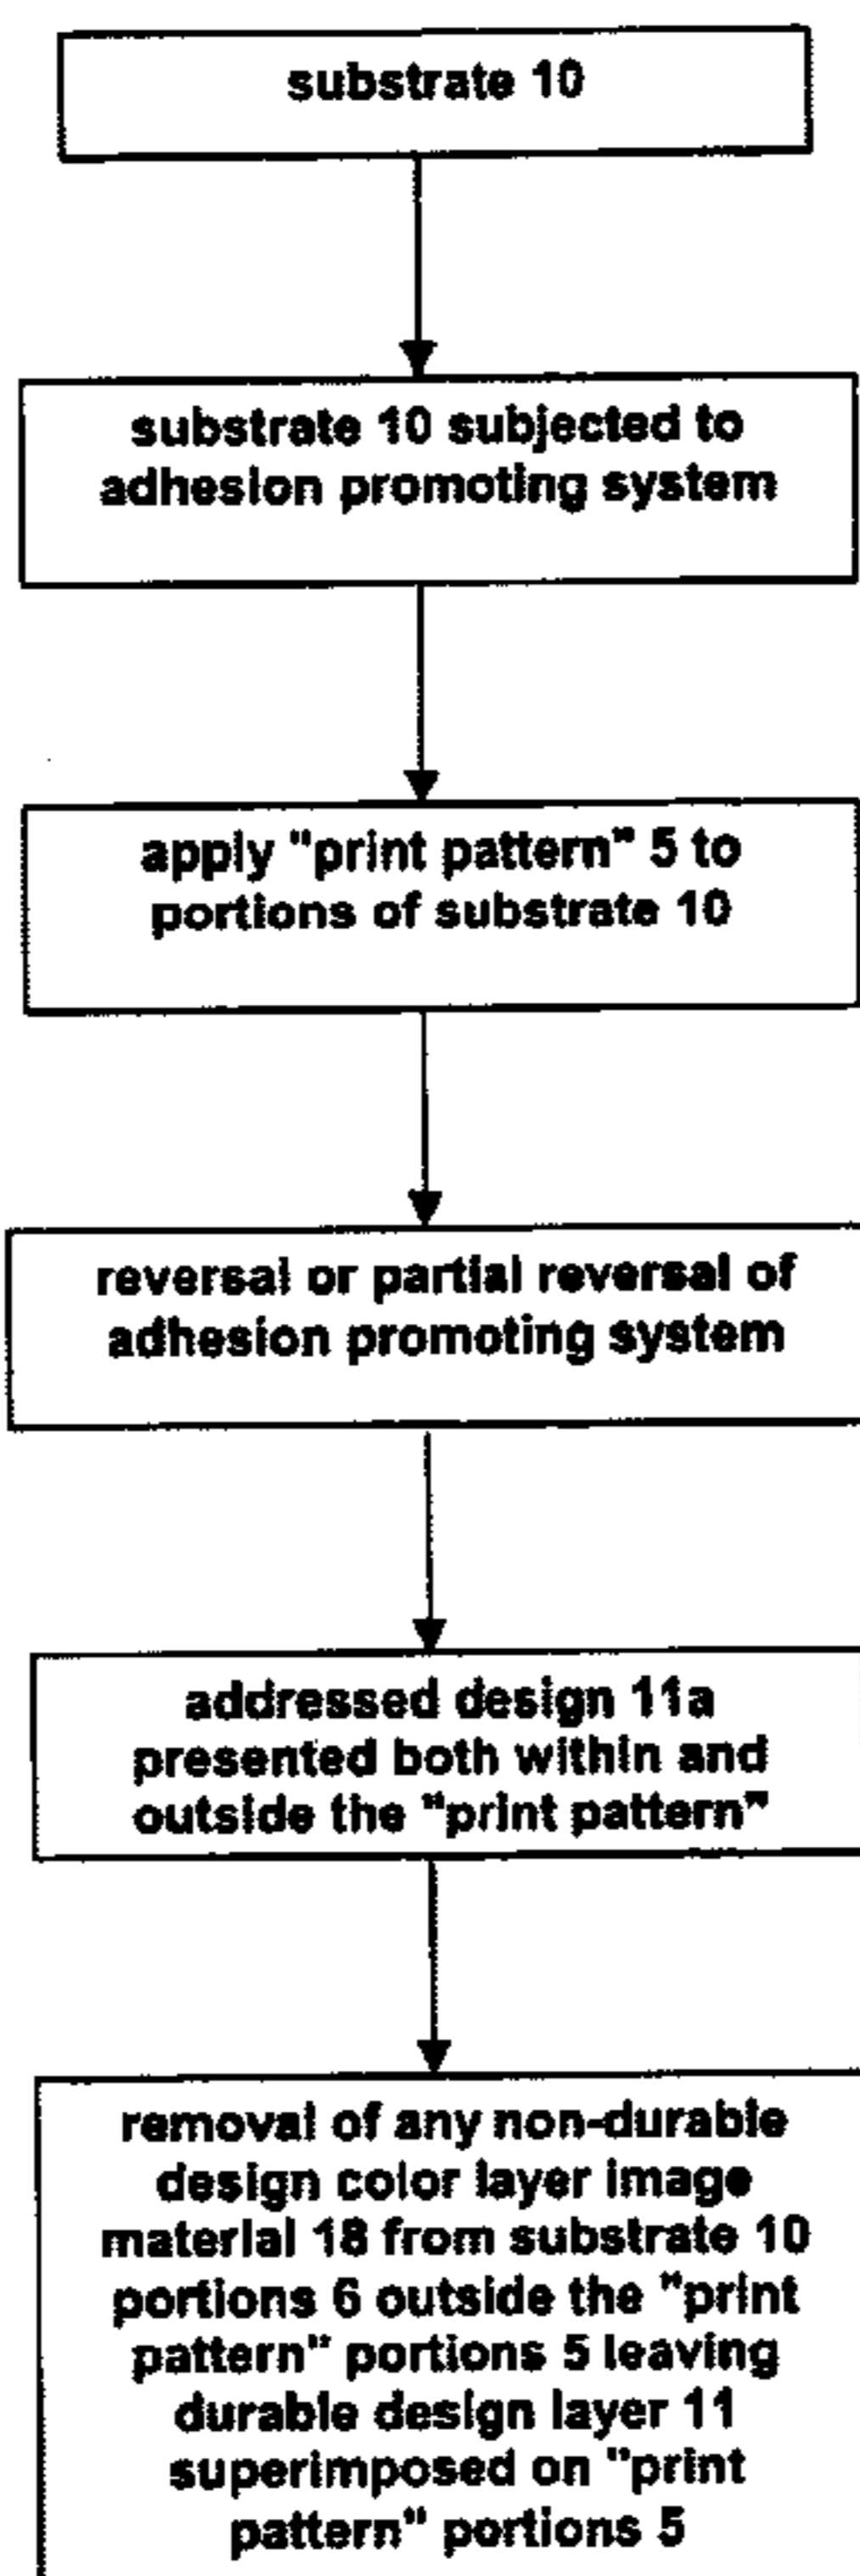 substrate 10
substrate 10 subjected to
adhesion promoting system
apply "print pattern" 5 to
portions of substrate 10
reversal or partial reversal of
adhesion promoting system
addressed design 11a
presented both within and
outside the "print pattern"
removal of any non-durable
design color layer image
material 18 from substrate 10
portions 6 outside the "print
pattern" portions 5 leaving
durable design layer 11
superimposed on "print
pattern" portions 5